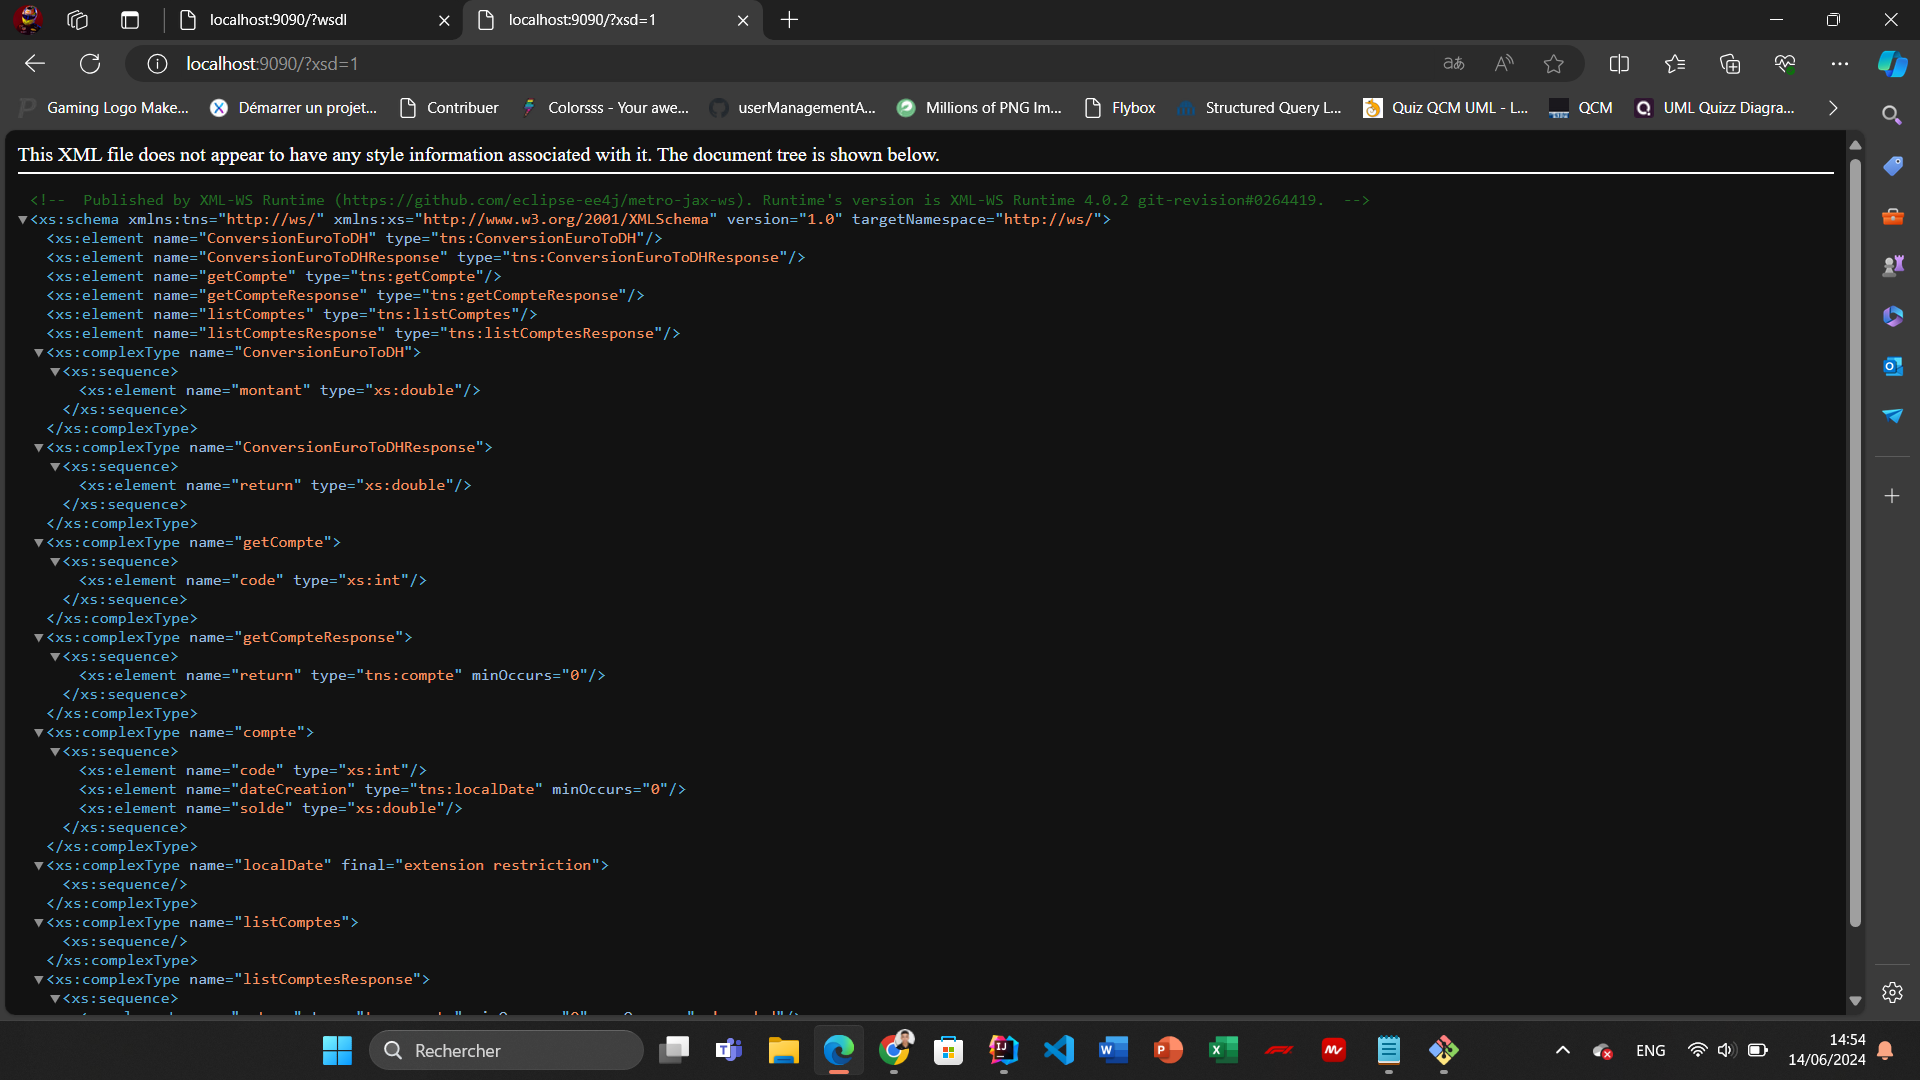 localhost:9090/?wsdl
localhost:9090/?xsd=1
localhost:9090/?xsd=1
Gaming Logo Make...
Démarrer un projet...
Contribuer
Colorsss - Your awe...
userManagementA...
Millions of PNG Im...
Flybox
Structured Query L...
Quiz QCM UML - L...
QCM
UML Quizz Diagra...
This XML file does not appear to have any style information associated with it. The document tree is shown below.
<!-- Published by XML-WS Runtime (https://github.com/eclipse-ee4j/metro-jax-ws). Runtime's version is XML-WS Runtime 4.0.2 git-revision#0264419. -->
<xs:schema xmlns:tns="http://ws/" xmlns:xs="http://www.w3.org/2001/XMLSchema" version="1.0" targetNamespace="http://ws/">
<xs:element name="ConversionEuroToDH" type="tns:ConversionEuroToDH"/>
<xs:element name="ConversionEuroToDHResponse" type="tns:ConversionEuroToDHResponse"/>
<xs:element name="getCompte" type="tns:getCompte"/>
<xs:element name="getCompteResponse" type="tns:getCompteResponse"/>
<xs:element name="listComptes" type="tns:listComptes"/>
<xs:element name="listComptesResponse" type="tns:listComptesResponse"/>
<xs:complexType name="ConversionEuroToDH">
<xs:sequence>
<xs:element name="montant" type="xs:double"/>
</xs:sequence>
</xs:complexType>
<xs:complexType name="ConversionEuroToDHResponse">
<xs:sequence>
<xs:element name="return" type="xs:double"/>
</xs:sequence>
</xs:complexType>
<xs:complexType name="getCompte">
<xs:sequence>
<xs:element name="code" type="xs:int"/>
</xs:sequence>
</xs:complexType>
<xs:complexType name="getCompteResponse">
<xs:sequence>
<xs:element name="return" type="tns:compte" minOccurs="0"/>
</xs:sequence>
</xs:complexType>
<xs:complexType name="compte">
<xs:sequence>
<xs:element name="code" type="xs:int"/>
<xs:element name="dateCreation" type="tns:localDate" minOccurs="0"/>
<xs:element name="solde" type="xs:double"/>
</xs:sequence>
</xs:complexType>
<xs:complexType name="localDate" final="extension restriction">
<xs:sequence/>
</xs:complexType>
<xs:complexType name="listComptes">
<xs:sequence/>
</xs:complexType>
<xs:complexType name="listComptesResponse">
<xs:sequence>
Rechercher
ENG
14:54
14/06/2024